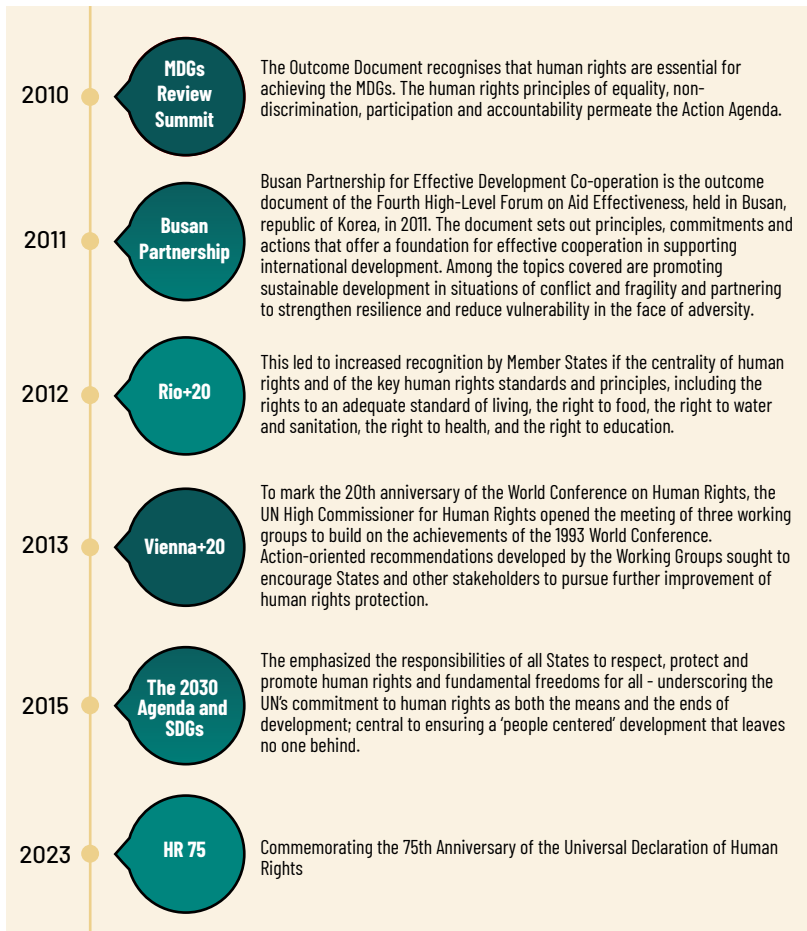 2010
MDGs
Review
Summit
The Outcome Document recognises that human rights are essential for
achieving the MDGs. The human rights principles of equality, non-
discrimination, participation and accountability permeate the Action Agenda.
2011
Busan
Partnership
Busan Partnership for Effective Development Co-operation is the outcome
document of the Fourth High-Level Forum on Aid Effectiveness, held in Busan,
republic of Korea, in 2011. The document sets out principles, commitments and
actions that offer a foundation for effective cooperation in supporting
international development. Among the topics covered are promoting
sustainable development in situations of conflict and fragility and partnering
to strengthen resilience and reduce vulnerability in the face of adversity.
2012
Rio+20
This led to increased recognition by Member States if the centrality of human
rights and of the key human rights standards and principles, including the
rights to an adequate standard of living, the right to food, the right to water
and sanitation, the right to health, and the right to education.
2013
Vienna+20
To mark the 20th anniversary of the World Conference on Human Rights, the
UN High Commissioner for Human Rights opened the meeting of three working
groups to build on the achievements of the 1993 World Conference.
Action-oriented recommendations developed by the Working Groups sought to
encourage States and other stakeholders to pursue further improvement of
human rights protection.
2015
The 2030
Agenda and
SDGs
The emphasized the responsibilities of all States to respect, protect and
promote human rights and fundamental freedoms for all - underscoring the
UN's commitment to human rights as both the means and the ends of
development; central to ensuring a 'people centered' development that leaves
no one behind.
2023
HR 75
Commemorating the 75th Anniversary of the Universal Declaration of Human
Rights